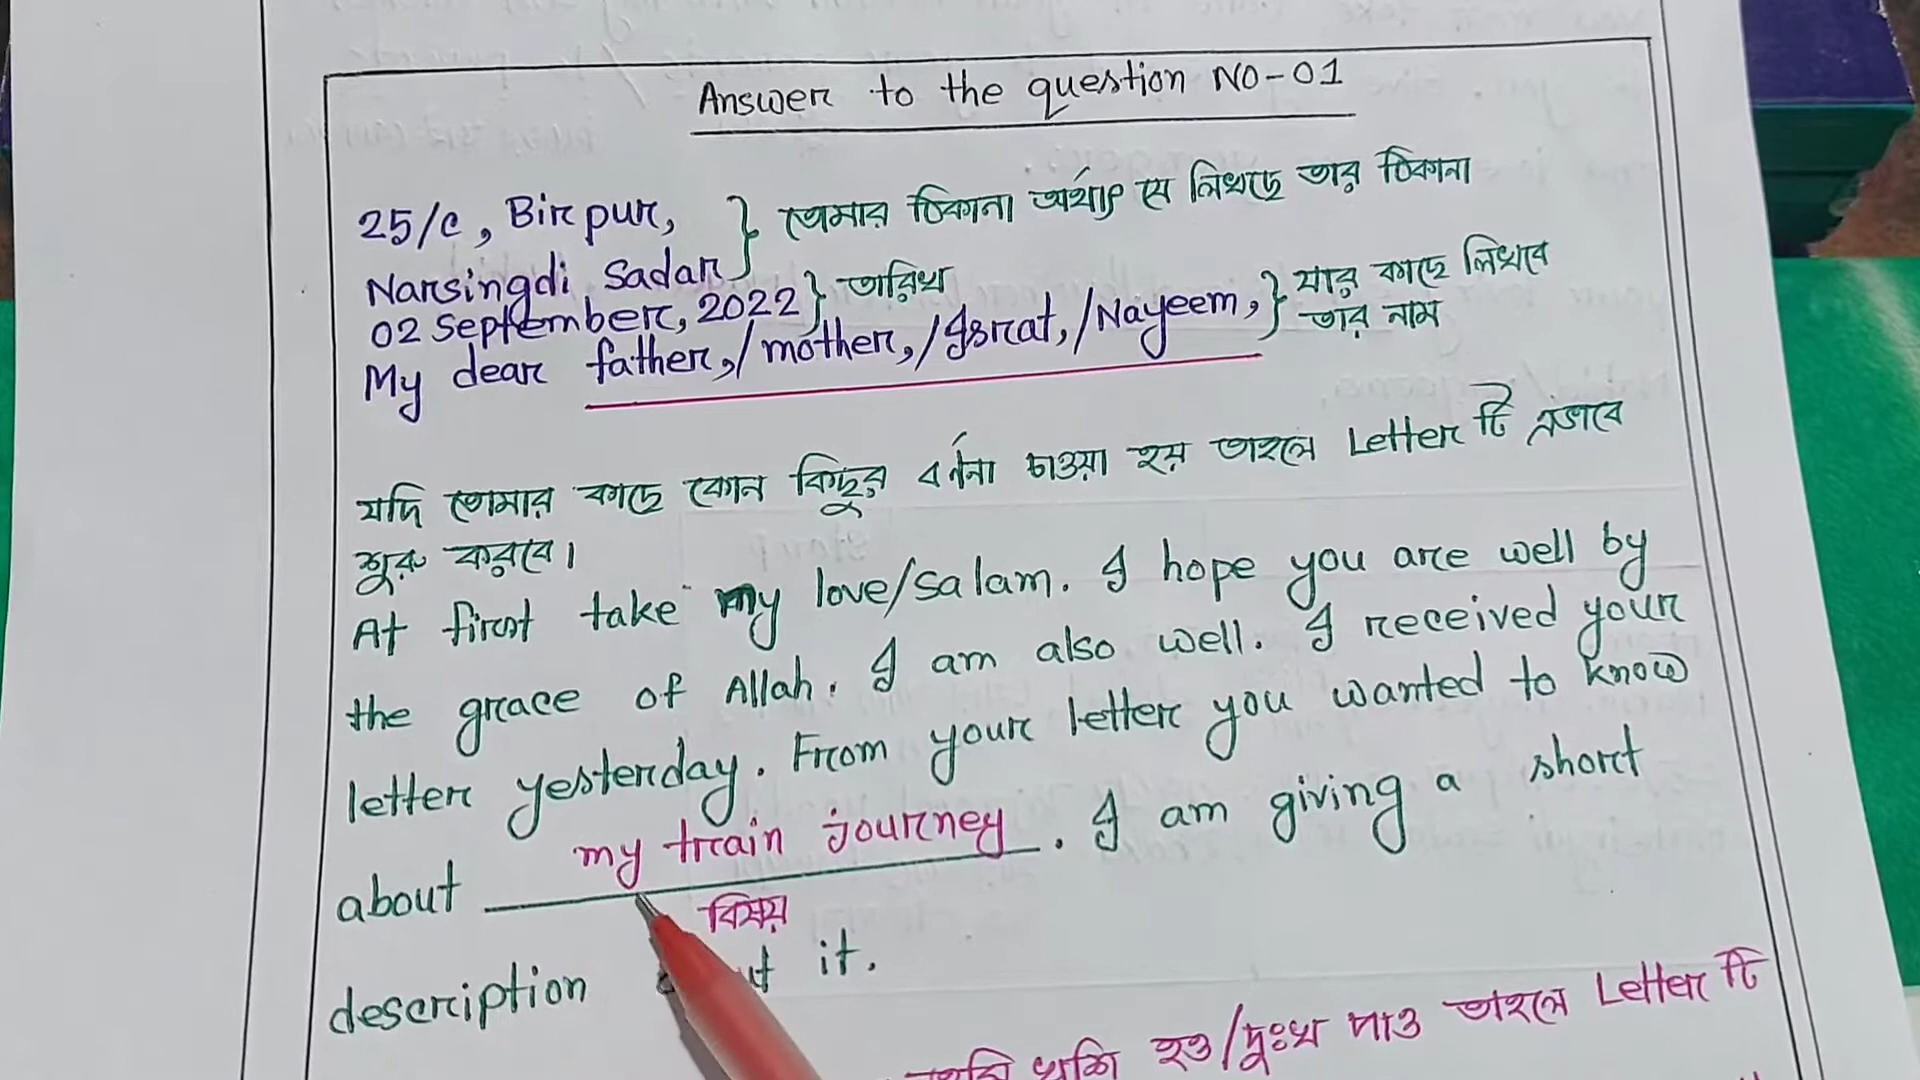 Answer to the question NO-01
25/c, Birpur, } তোমার ঠিকানা অর্থাৎ যে লিখছে তার ঠিকানা
Narsingdi Sadar
02 September, 2022 } তারিখ
My dear father,/mother,/Israt,/Nayeem, } যার কাছে লিখবে তার নাম
যদি তোমার কাছে কোন কিছুর বর্ননা চাওয়া হয় তাহলে Letter টি এভাবে
শুরু করবে।
At first take my love/salam. I hope you are well by
the grace of Allah. I am also well. I received your
letter yesterday. From your letter you wanted to know
about my train journey. I am giving a short
বিষয়
description it.
খুশি হও/দুঃখ পাও তাহলে Letter টি